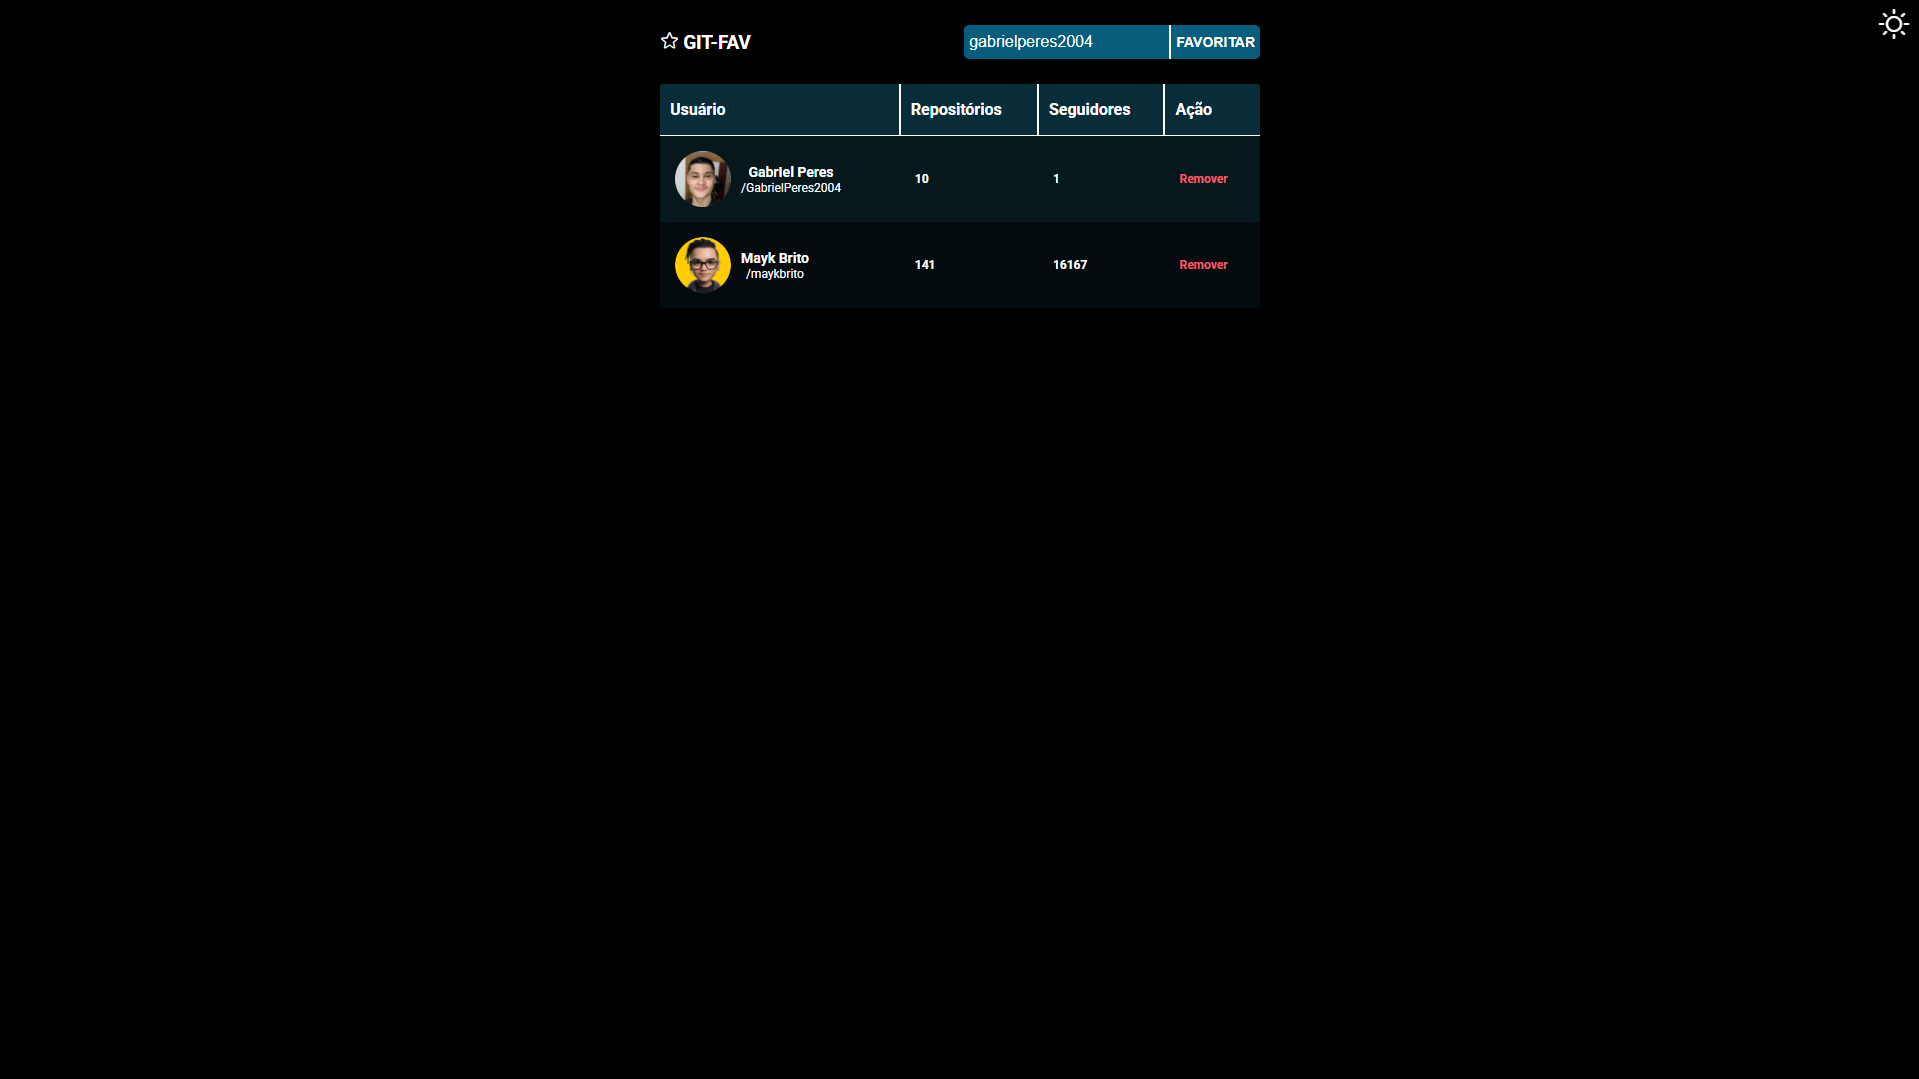 GIT-FAV
gabrielperes2004 FAVORITAR
Usuário Repositórios Seguidores Ação
Gabriel Peres
/GabrielPeres2004
10 1 Remover
Mayk Brito
/maykbrito
141 16167 Remover